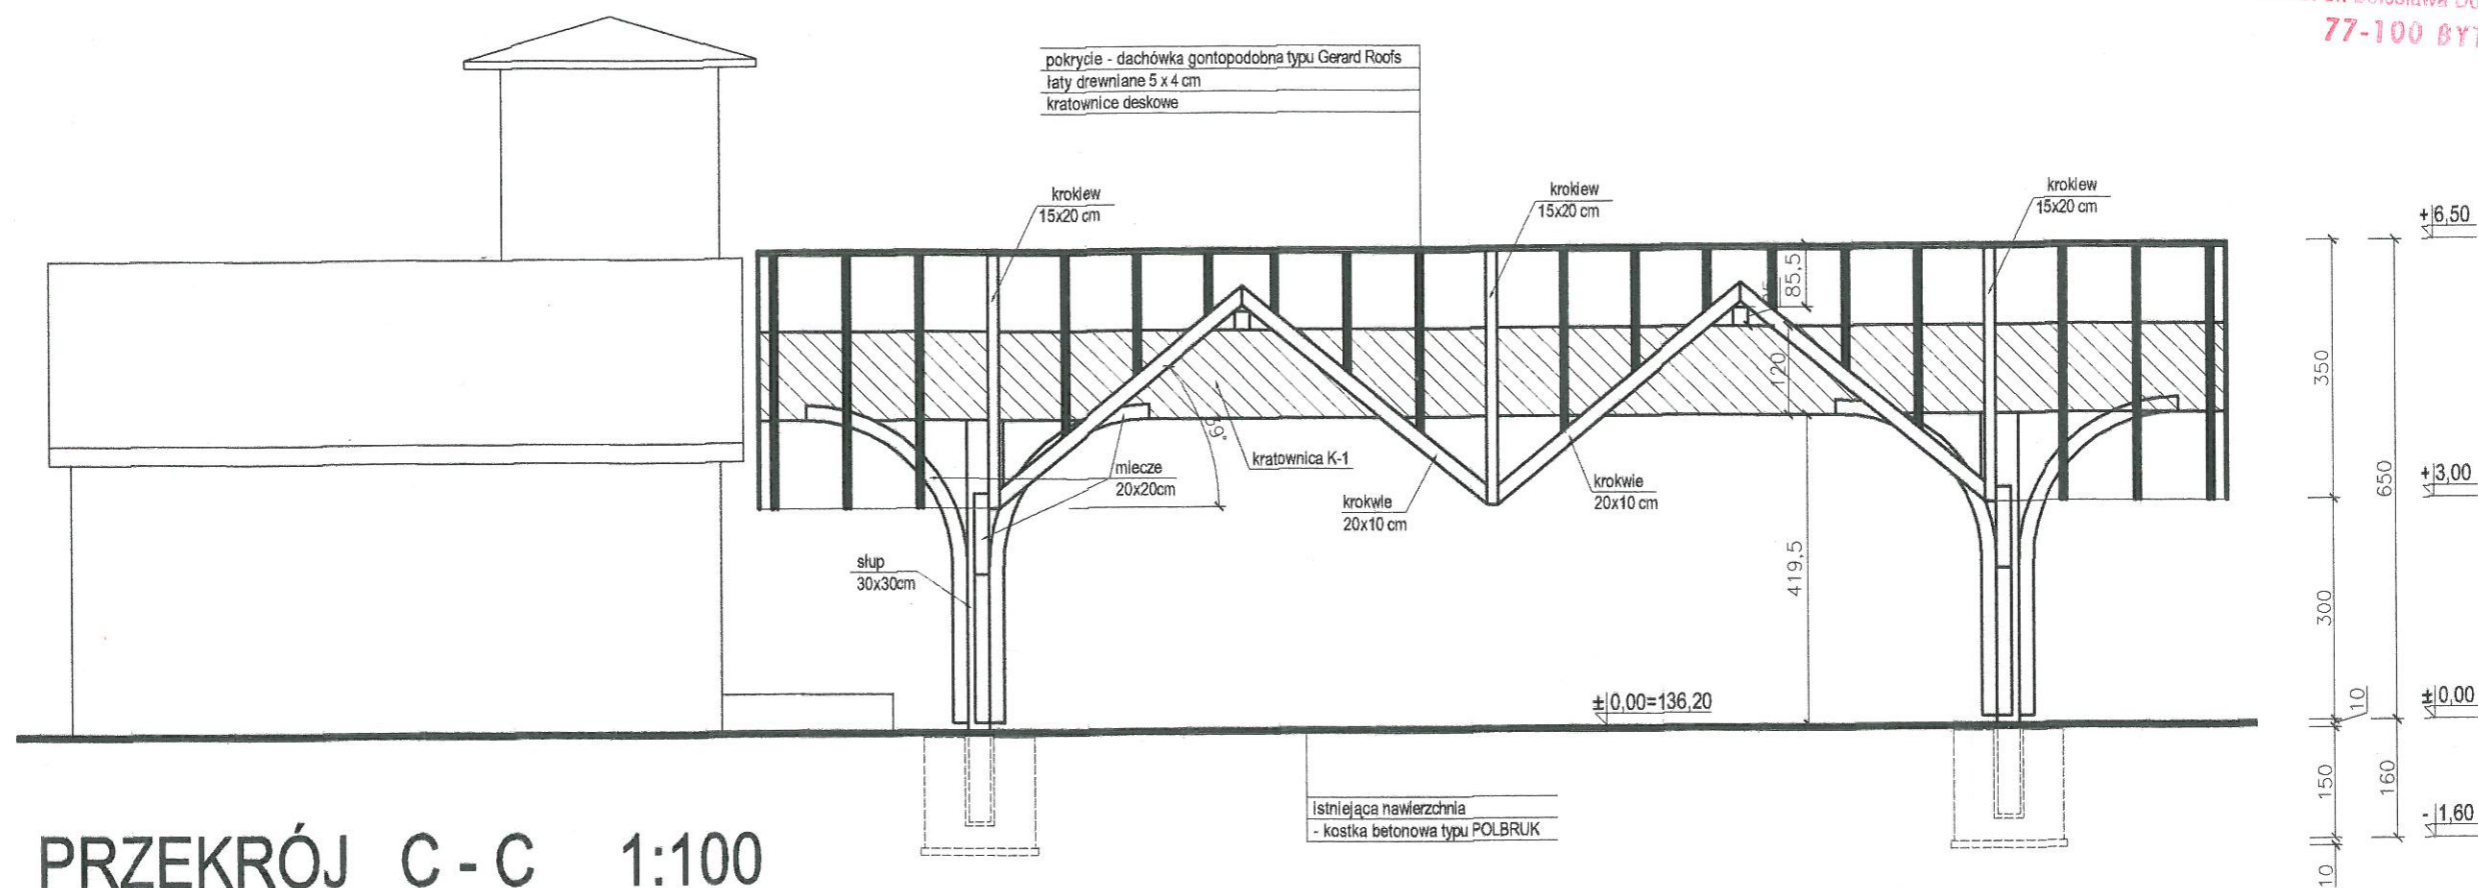 77-100
pokrycie - dachówka gontopodobna typu Gerard Roofs
łaty drewniane 5 x 4 cm
kratownice deskowe
krokiew
15x20 cm
krokiew
15x20 cm
krokiew
15x20 cm
+6,50
85,5
350
120
39°
kratownica K-1
miecze
20x20cm
krokwie
20x10 cm
krokwie
20x10 cm
650
+3,00
słup
30x30cm
419,5
300
±0,00=136,20
10
±0,00
150
160
istniejąca nawierzchnia
- kostka betonowa typu POLBRUK
-1,60
10
PRZEKRÓJ C - C 1:100